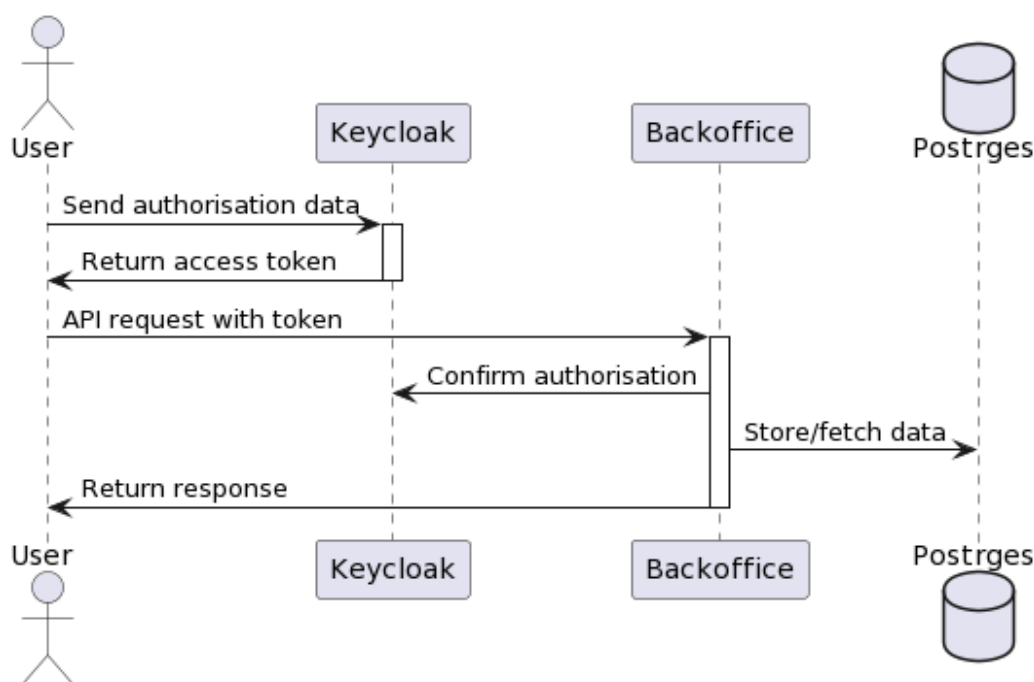 User
Keycloak
Backoffice
Postrges
Send authorisation data
Return access token
API request with token
Confirm authorisation
Store/fetch data
Return response
User
Keycloak
Backoffice
Postrges